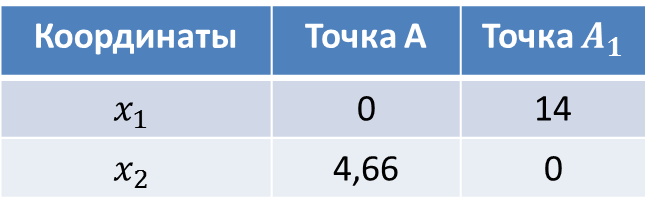 Координаты Точка А Точка A₁
x₁ 0 14
x₂ 4,66 0